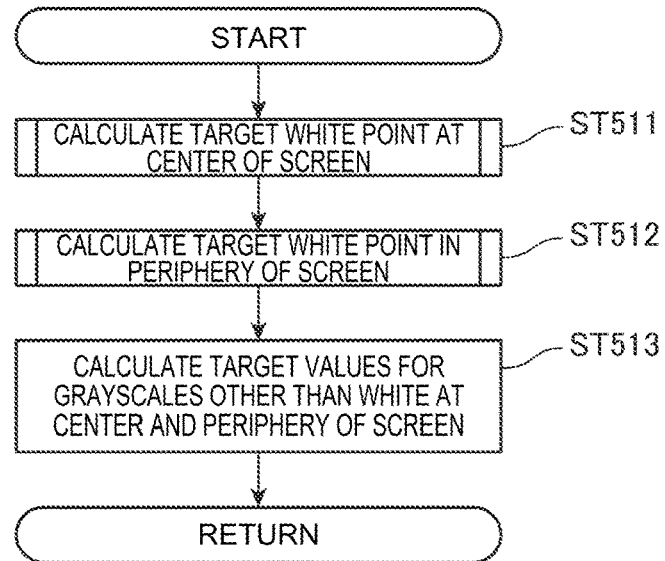 START
CALCULATE TARGET WHITE POINT AT
CENTER OF SCREEN
ST511
CALCULATE TARGET WHITE POINT IN
PERIPHERY OF SCREEN
ST512
CALCULATE TARGET VALUES FOR
GRAYSCALES OTHER THAN WHITE AT
CENTER AND PERIPHERY OF SCREEN
ST513
RETURN